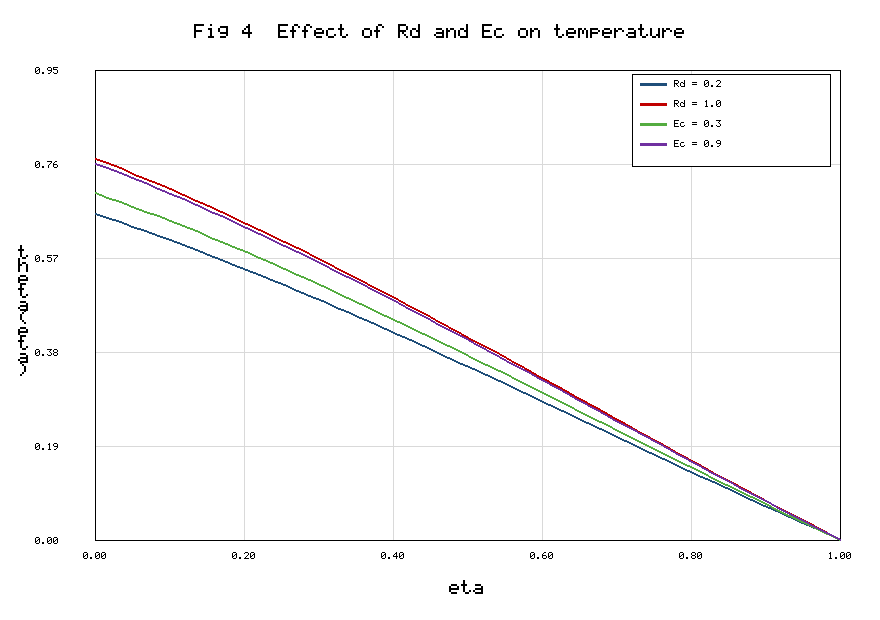 Fig 4  Effect of Rd and Ec on temperature
0.95
0.76
0.57
0.38
0.19
0.00
theta(eta)
Rd = 0.2
Rd = 1.0
Ec = 0.3
Ec = 0.9
0.00 0.20 0.40 0.60 0.80 1.00
eta